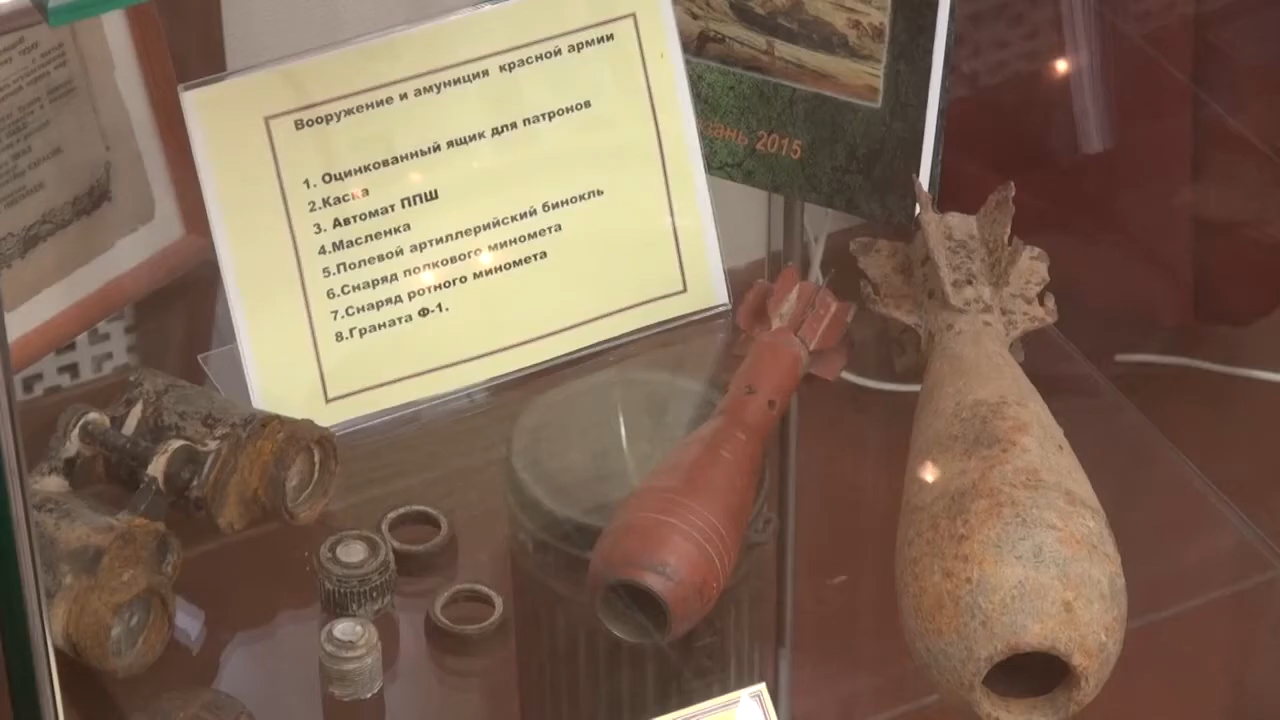 Вооружение и амуниция красной армии
1. Оцинкованный ящик для патронов
2.Каска
3. Автомат ППШ
4.Масленка
5.Полевой артиллерийский бинокль
6.Снаряд полкового миномета
7.Снаряд ротного миномета
8.Граната Ф-1.
2015